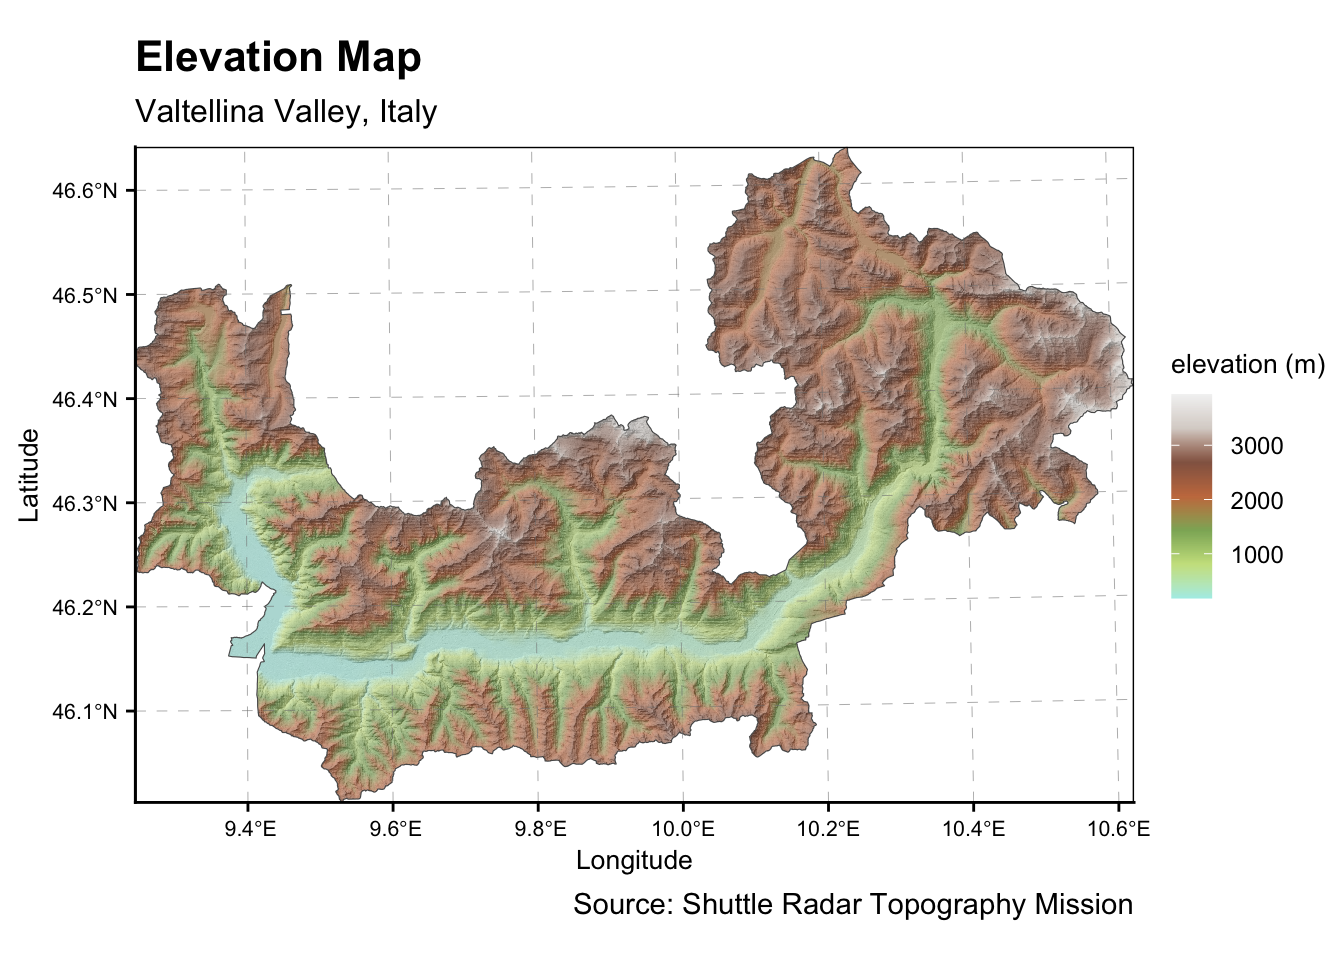 Elevation Map
Valtellina Valley, Italy
46.6°N
46.5°N
46.4°N
46.3°N
46.2°N
46.1°N
Latitude
9.4°E 9.6°E 9.8°E 10.0°E 10.2°E 10.4°E 10.6°E
Longitude
elevation (m)
3000
2000
1000
Source: Shuttle Radar Topography Mission